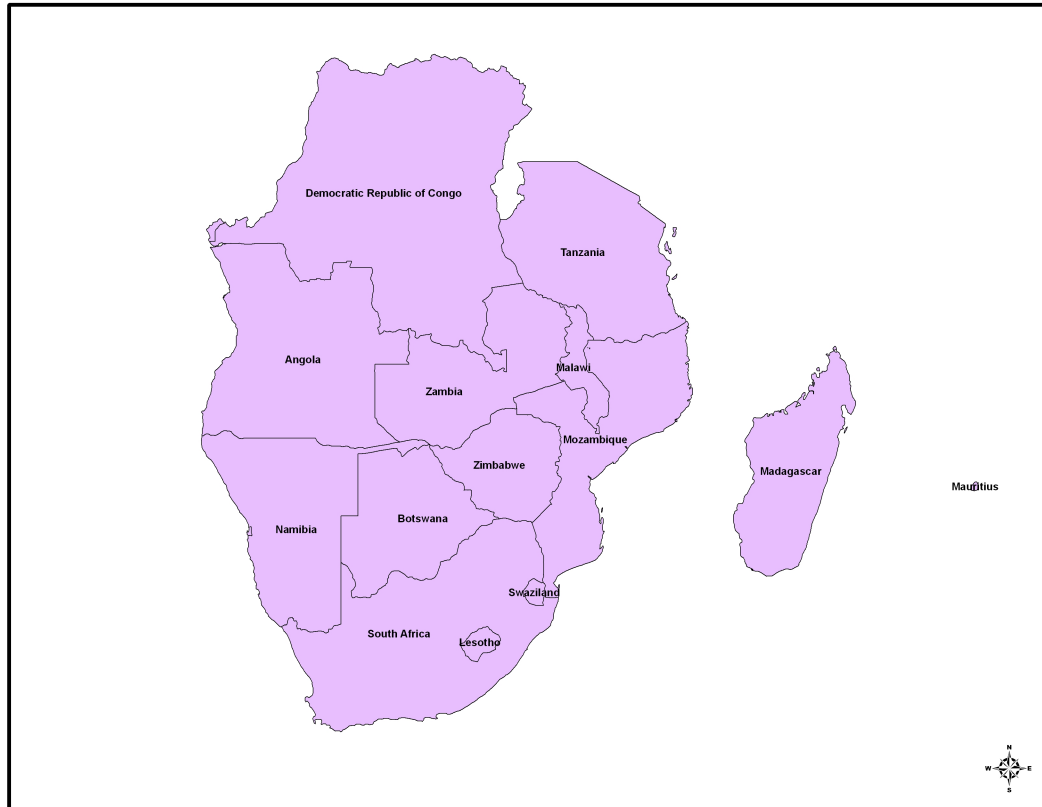 Democratic Republic of Congo
Tanzania
Angola
Malawi
Zambia
Mozambique
Zimbabwe
Madagascar
Mauritius
Botswana
Namibia
Swaziland
South Africa
Lesotho
N
W E
S